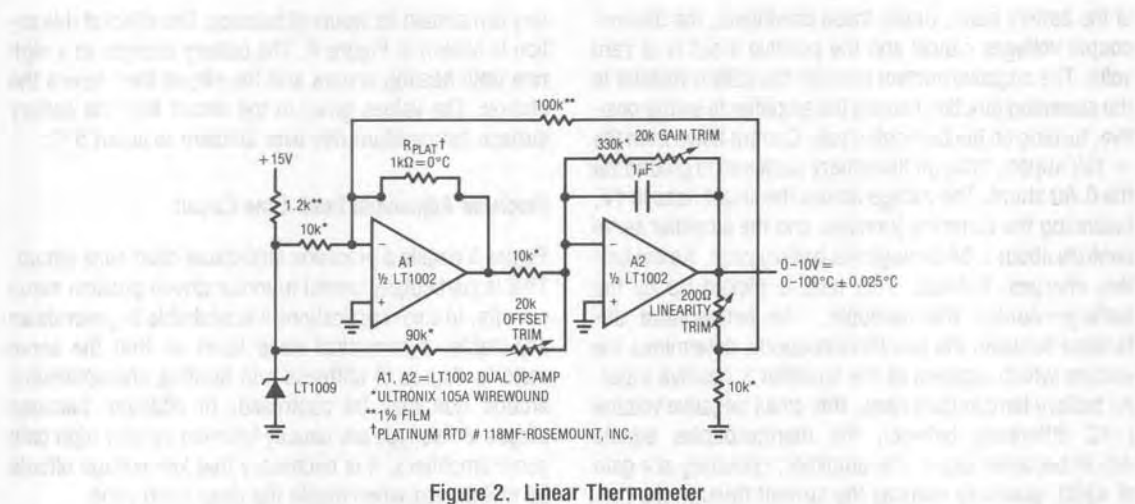 100k**
20k GAIN TRIM
RPLAT†
1kΩ=0°C
330k*
1µF
+15V
1.2k**
10k*
A1
½ LT1002
10k*
A2
½ LT1002
0–10V=
0–100°C ± 0.025°C
200Ω
LINEARITY
TRIM
20k
OFFSET
TRIM
90k*
10k*
LT1009
A1, A2=LT1002 DUAL OP-AMP
*ULTRONIX 105A WIREWOUND
**1% FILM
†PLATINUM RTD #118MF-ROSEMOUNT, INC.
Figure 2. Linear Thermometer